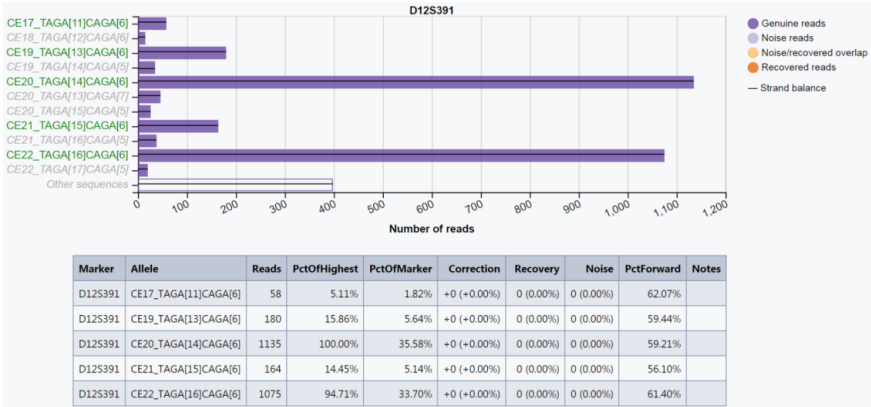 D12S391
CE17_TAGA[11]CAGA[6]
CE18_TAGA[12]CAGA[6]
CE19_TAGA[13]CAGA[6]
CE19_TAGA[14]CAGA[5]
CE20_TAGA[14]CAGA[6]
CE20_TAGA[13]CAGA[7]
CE20_TAGA[15]CAGA[5]
CE21_TAGA[15]CAGA[6]
CE21_TAGA[16]CAGA[5]
CE22_TAGA[16]CAGA[6]
CE22_TAGA[17]CAGA[5]
Other sequences
0 100 200 300 400 500 600 700 800 900 1,000 1,100 1,200
Number of reads
Genuine reads
Noise reads
Noise/recovered overlap
Recovered reads
Strand balance
Marker Allele Reads PctOfHighest PctOfMarker Correction Recovery Noise PctForward Notes
D12S391 CE17_TAGA[11]CAGA[6] 58 5.11% 1.82% +0 (+0.00%) 0 (0.00%) 0 (0.00%) 62.07%
D12S391 CE19_TAGA[13]CAGA[6] 180 15.86% 5.64% +0 (+0.00%) 0 (0.00%) 0 (0.00%) 59.44%
D12S391 CE20_TAGA[14]CAGA[6] 1135 100.00% 35.58% +0 (+0.00%) 0 (0.00%) 0 (0.00%) 59.21%
D12S391 CE21_TAGA[15]CAGA[6] 164 14.45% 5.14% +0 (+0.00%) 0 (0.00%) 0 (0.00%) 56.10%
D12S391 CE22_TAGA[16]CAGA[6] 1075 94.71% 33.70% +0 (+0.00%) 0 (0.00%) 0 (0.00%) 61.40%